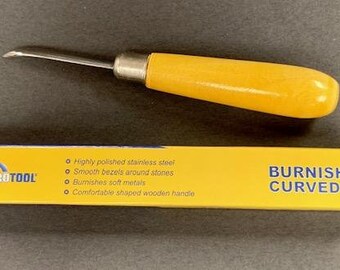 Highly polished stainless steel
Smooth bezels around stones
Burnishes soft metals
Comfortable shaped wooden handle
BURNISH
CURVED